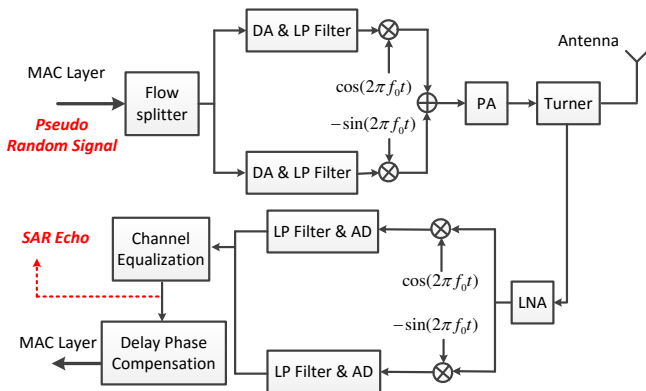 DA & LP Filter
Antenna
MAC Layer
Flow
splitter
cos(2πf₀t)
PA
Turner
Pseudo
Random Signal
−sin(2πf₀t)
DA & LP Filter
SAR Echo
Channel
Equalization
LP Filter & AD
cos(2πf₀t)
LNA
MAC Layer
Delay Phase
Compensation
−sin(2πf₀t)
LP Filter & AD